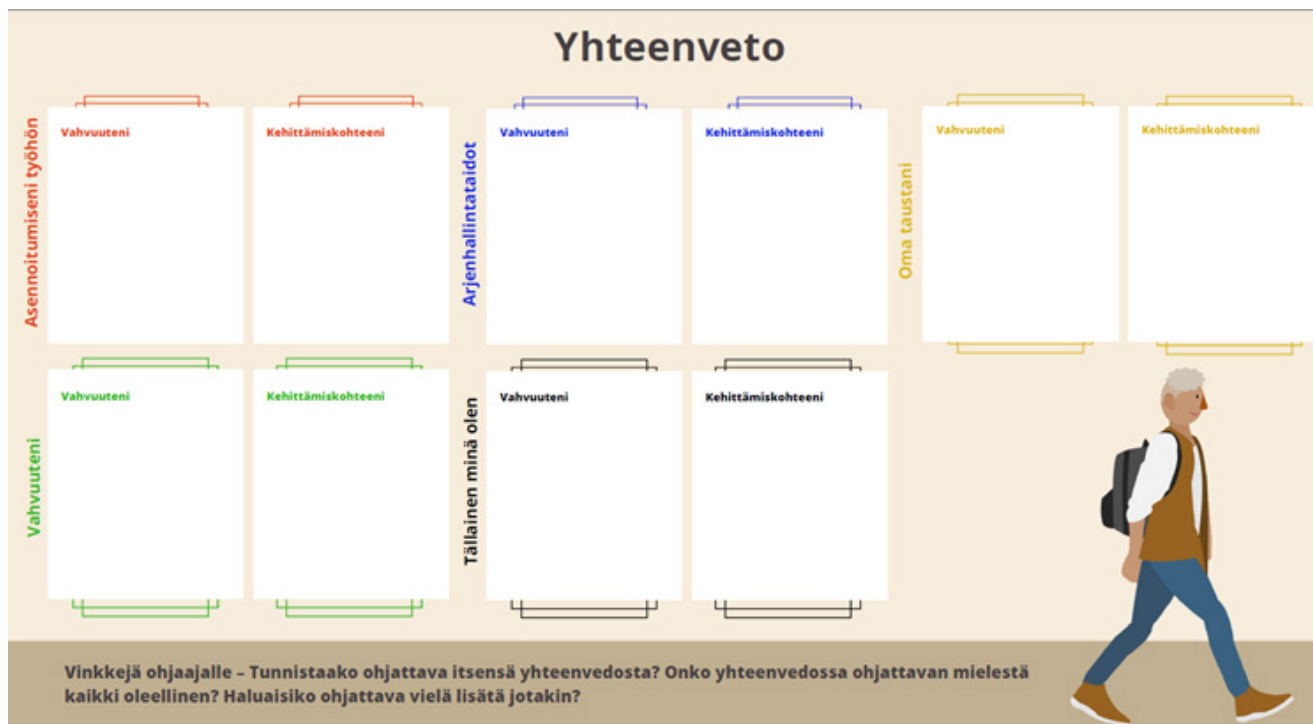 Yhteenveto
Asennoitumiseni työhön
Vahvuuteni
Kehittämiskohteeni
Arjenhallintataidot
Vahvuuteni
Kehittämiskohteeni
Oma taustani
Vahvuuteni
Kehittämiskohteeni
Vahvuuteni
Vahvuuteni
Kehittämiskohteeni
Tällainen minä olen
Vahvuuteni
Kehittämiskohteeni
Vinkkejä ohjaajalle – Tunnistaako ohjattava itsensä yhteenvedosta? Onko yhteenvedossa ohjattavan mielestä
kaikki oleellinen? Haluaisiko ohjattava vielä lisätä jotakin?